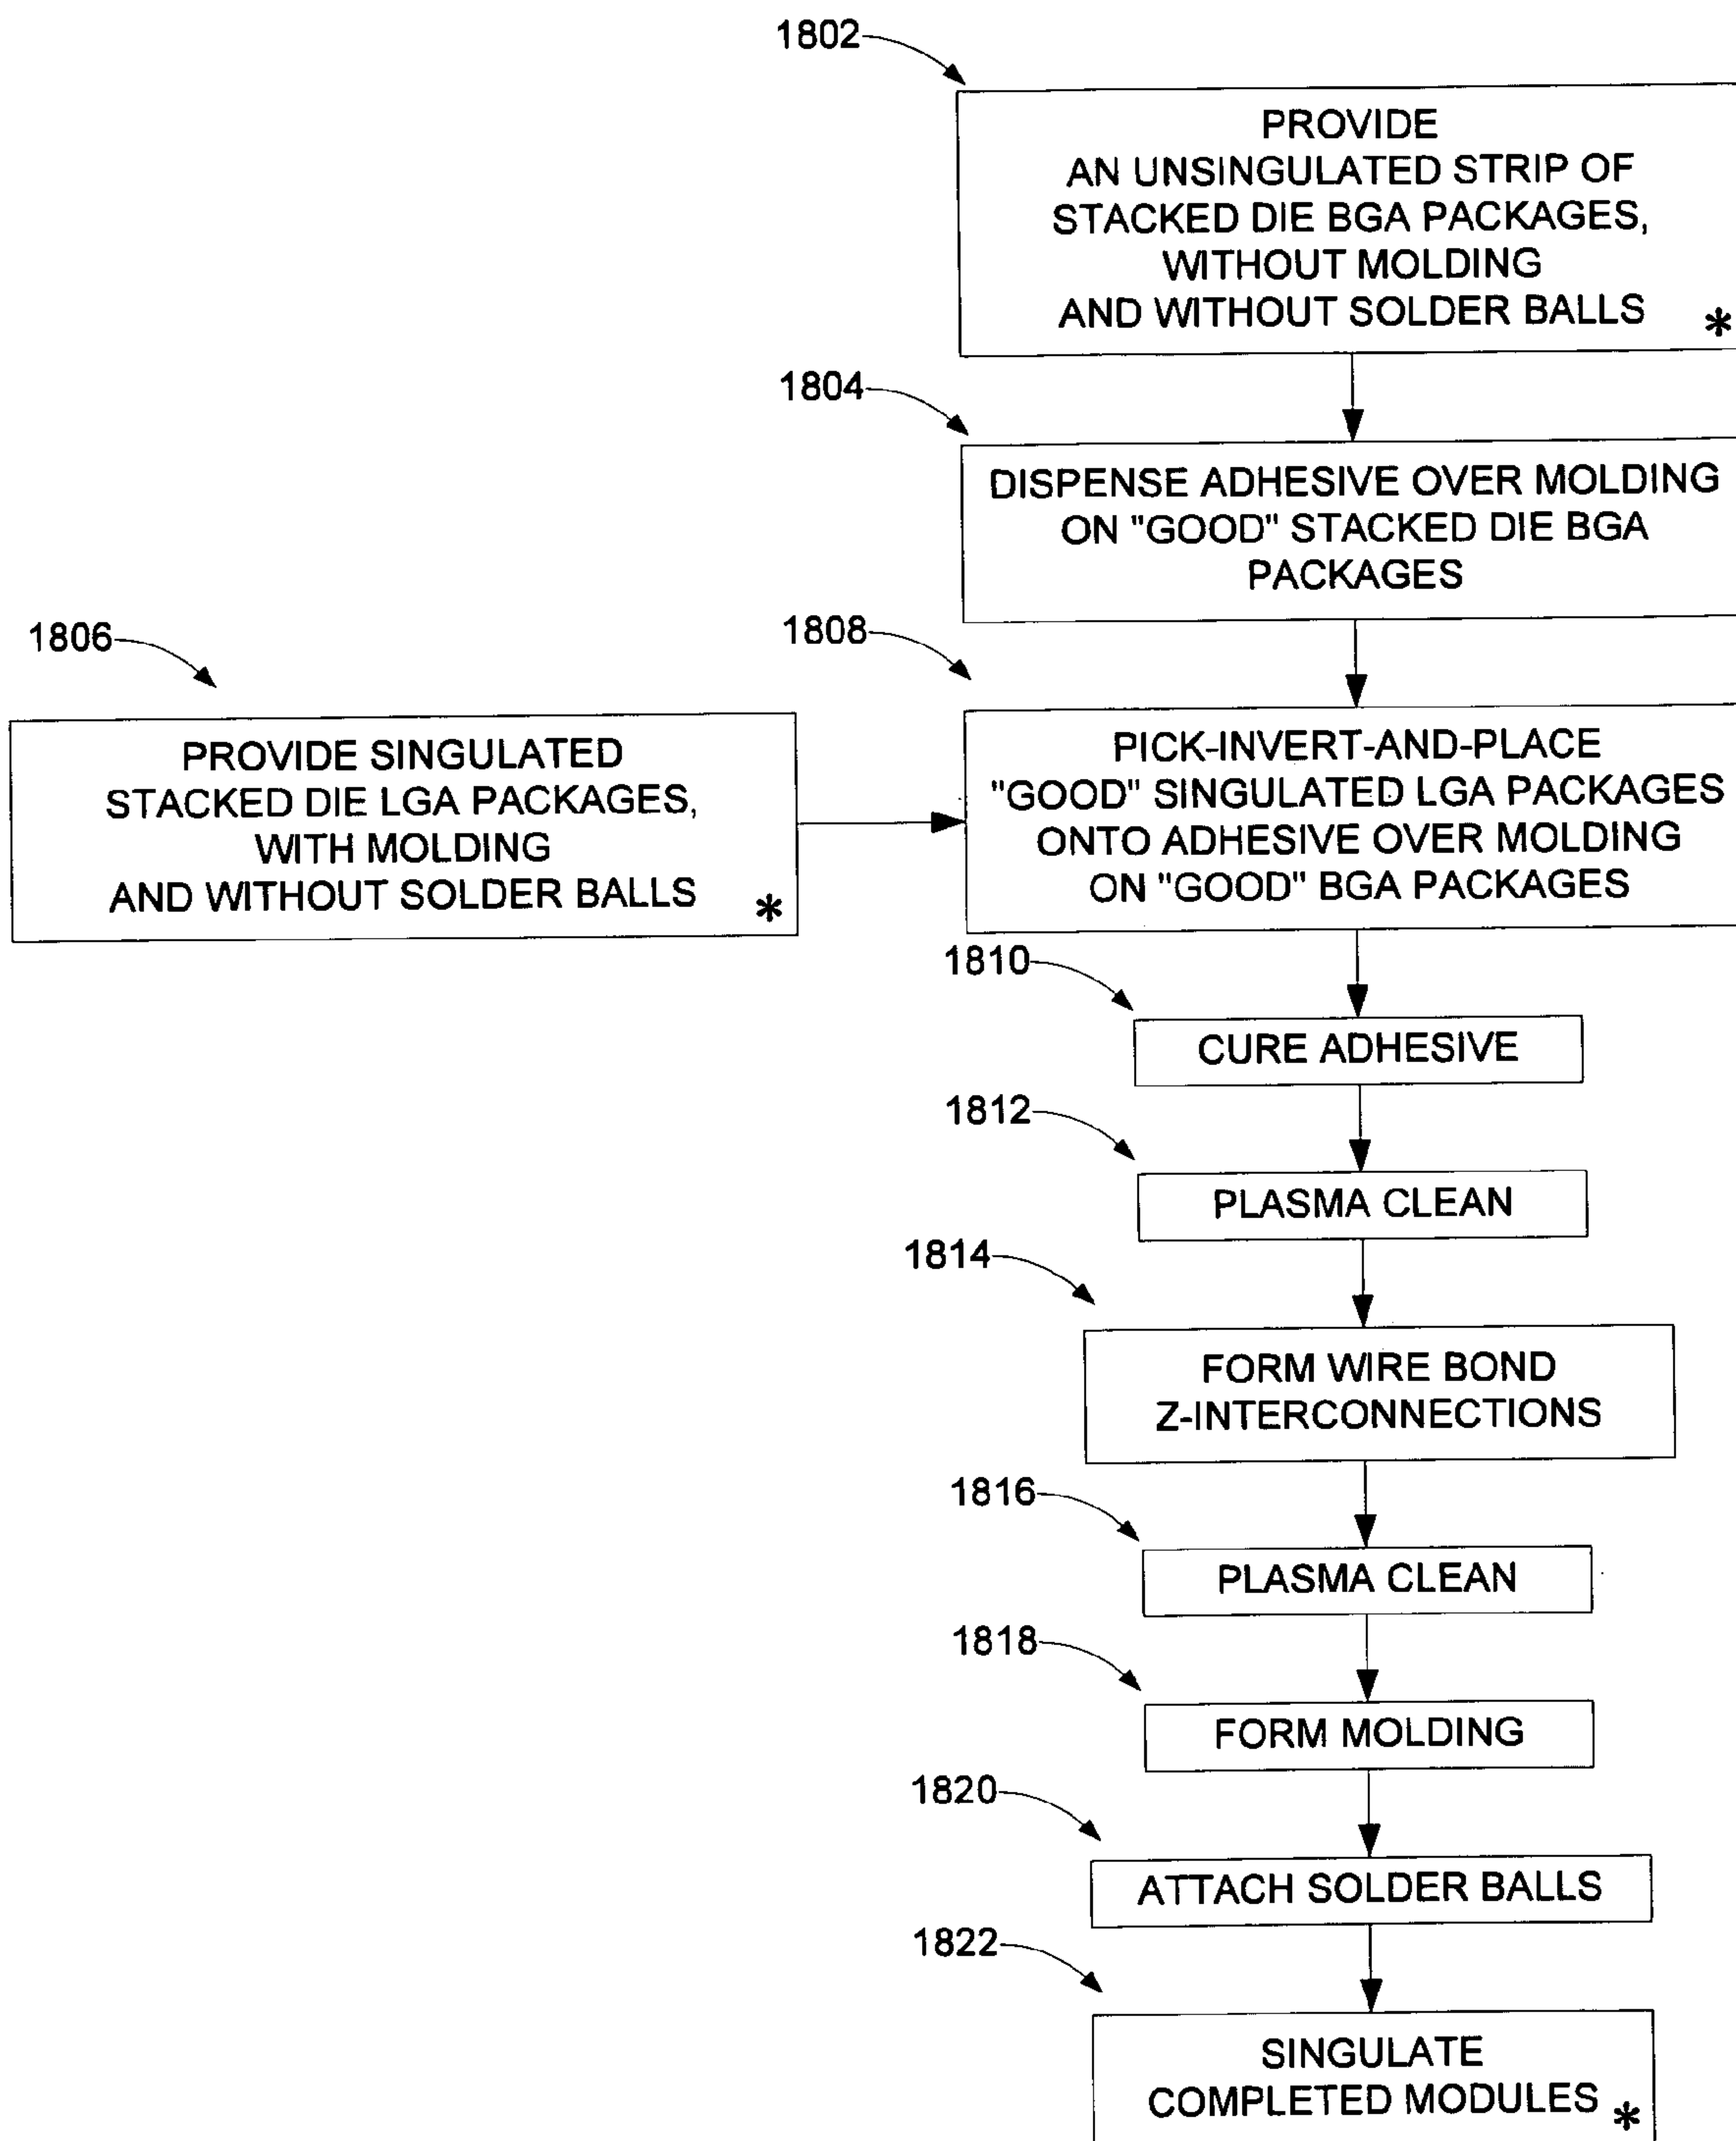 1802
PROVIDE
AN UNSINGULATED STRIP OF
STACKED DIE BGA PACKAGES,
WITHOUT MOLDING
AND WITHOUT SOLDER BALLS *
1804
DISPENSE ADHESIVE OVER MOLDING
ON "GOOD" STACKED DIE BGA
PACKAGES
1806
PROVIDE SINGULATED
STACKED DIE LGA PACKAGES,
WITH MOLDING
AND WITHOUT SOLDER BALLS *
1808
PICK-INVERT-AND-PLACE
"GOOD" SINGULATED LGA PACKAGES
ONTO ADHESIVE OVER MOLDING
ON "GOOD" BGA PACKAGES
1810
CURE ADHESIVE
1812
PLASMA CLEAN
1814
FORM WIRE BOND
Z-INTERCONNECTIONS
1816
PLASMA CLEAN
1818
FORM MOLDING
1820
ATTACH SOLDER BALLS
1822
SINGULATE
COMPLETED MODULES *